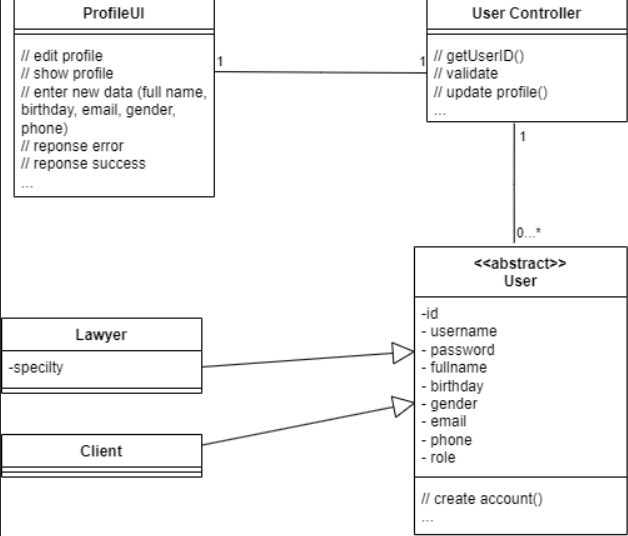 ProfileUI
// edit profile
// show profile
// enter new data (full name,
birthday, email, gender,
phone)
// reponse error
// reponse success
...
1
1
User Controller
// getUserID()
// validate
// update profile()
...
1
0...*
<<abstract>>
User
-id
- username
- password
- fullname
- birthday
- gender
- email
- phone
- role
// create account()
...
Lawyer
-specilty
Client